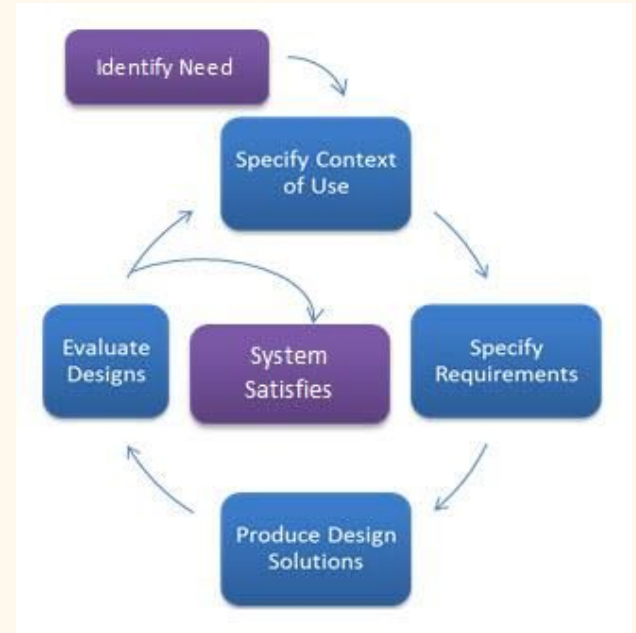 Identify Need
Specify Context
of Use
Specify
Requirements
Produce Design
Solutions
Evaluate
Designs
System
Satisfies